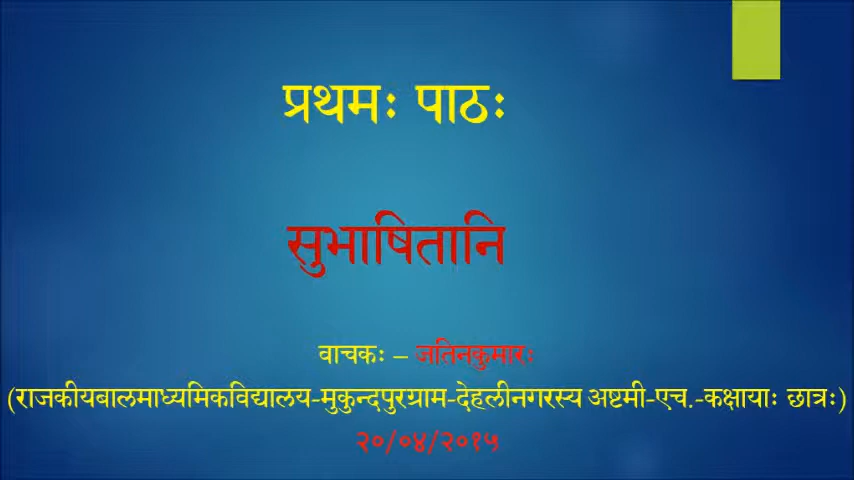 प्रथमः पाठः
सुभाषितानि
वाचकः – जतिनकुमारः
(राजकीयबालमाध्यमिकविद्यालय-मुकुन्दपुरग्राम-देहलीनगरस्य अष्टमी-एच.-कक्षायाः छात्रः)
२०/०४/२०१५